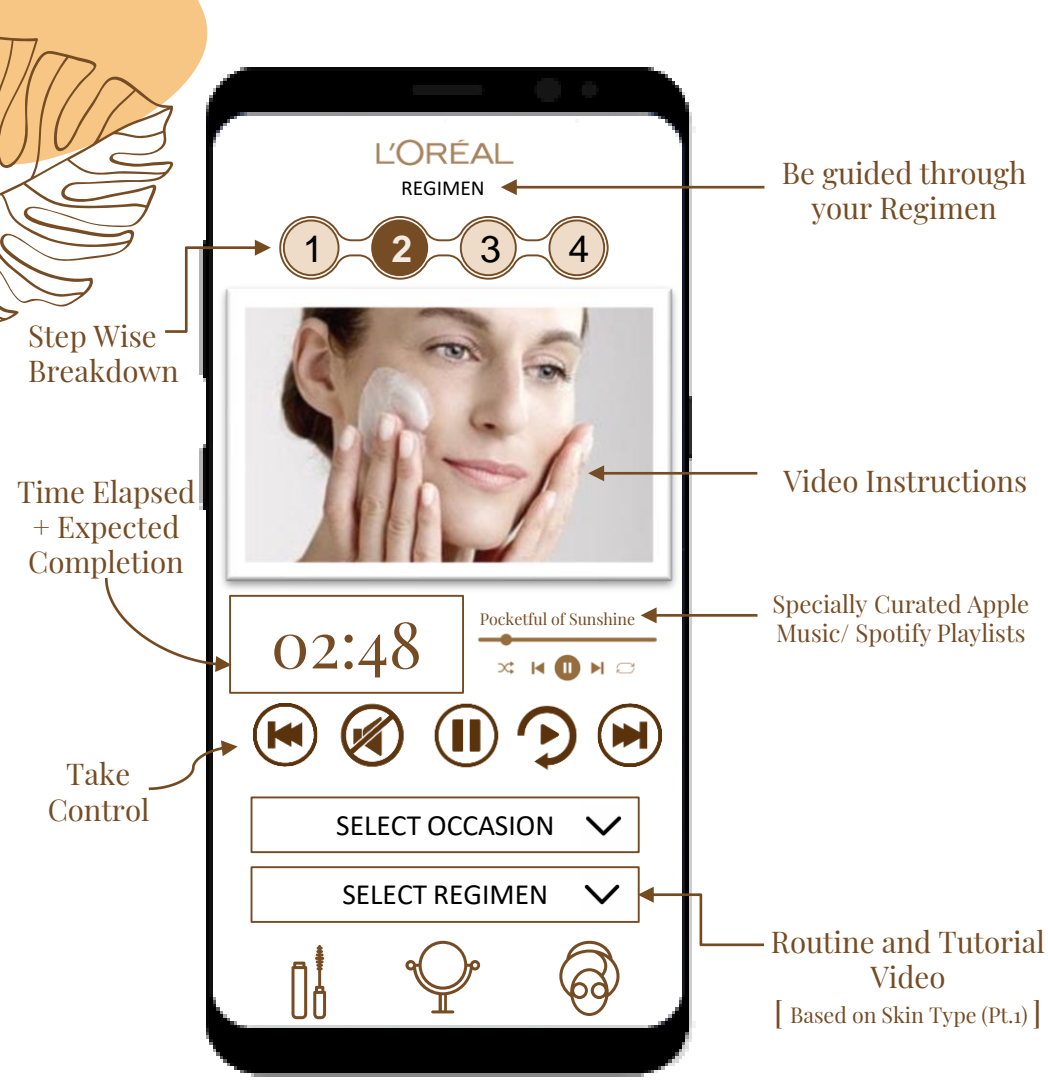 L'ORÉAL
REGIMEN
Be guided through
your Regimen
1 2 3 4
Step Wise
Breakdown
Video Instructions
Time Elapsed
+ Expected
Completion
02:48
Pocketful of Sunshine
Specially Curated Apple
Music/ Spotify Playlists
Take
Control
SELECT OCCASION
SELECT REGIMEN
Routine and Tutorial
Video
[ Based on Skin Type (Pt.1) ]